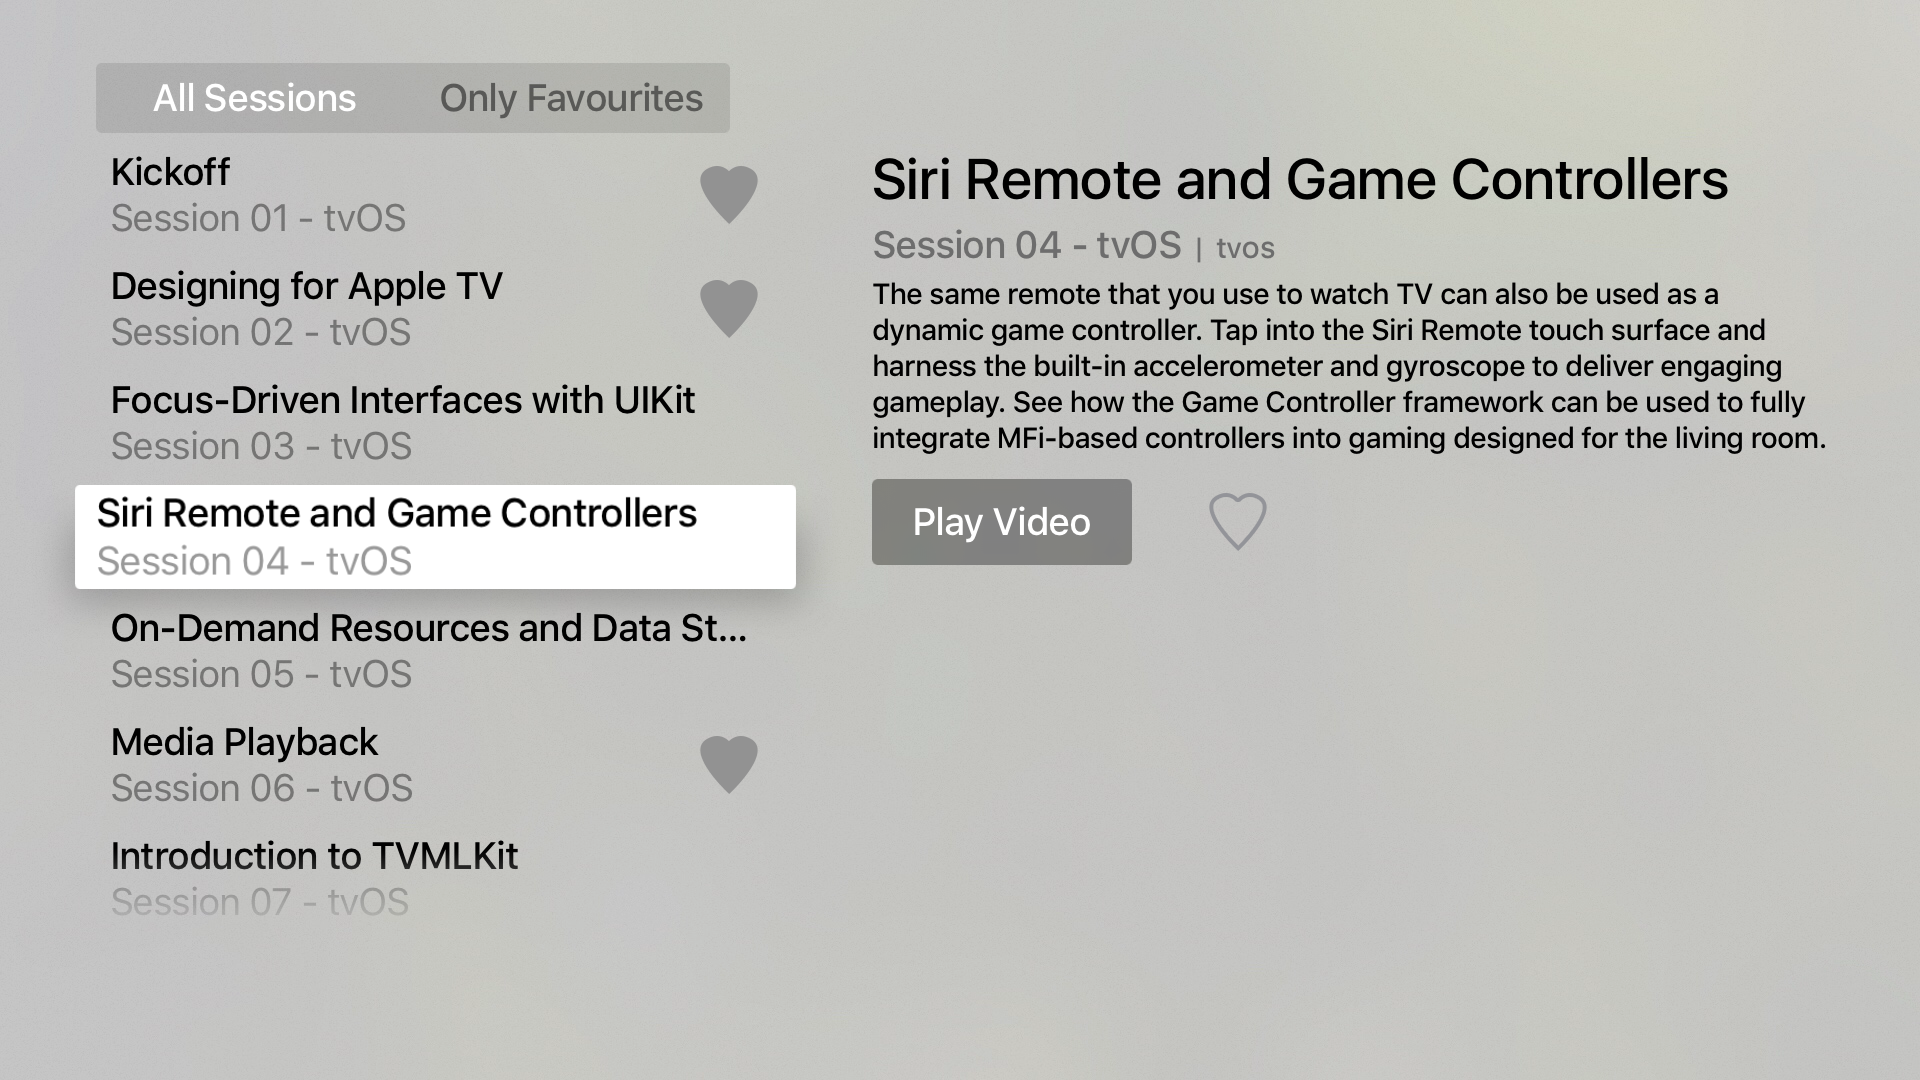 All Sessions
Only Favourites
Kickoff
Session 01 - tvOS
Designing for Apple TV
Session 02 - tvOS
Focus-Driven Interfaces with UIKit
Session 03 - tvOS
Siri Remote and Game Controllers
Session 04 - tvOS
On-Demand Resources and Data St...
Session 05 - tvOS
Media Playback
Session 06 - tvOS
Introduction to TVMLKit
Session 07 - tvOS
Siri Remote and Game Controllers
Session 04 - tvOS | tvos
The same remote that you use to watch TV can also be used as a
dynamic game controller. Tap into the Siri Remote touch surface and
harness the built-in accelerometer and gyroscope to deliver engaging
gameplay. See how the Game Controller framework can be used to fully
integrate MFi-based controllers into gaming designed for the living room.
Play Video